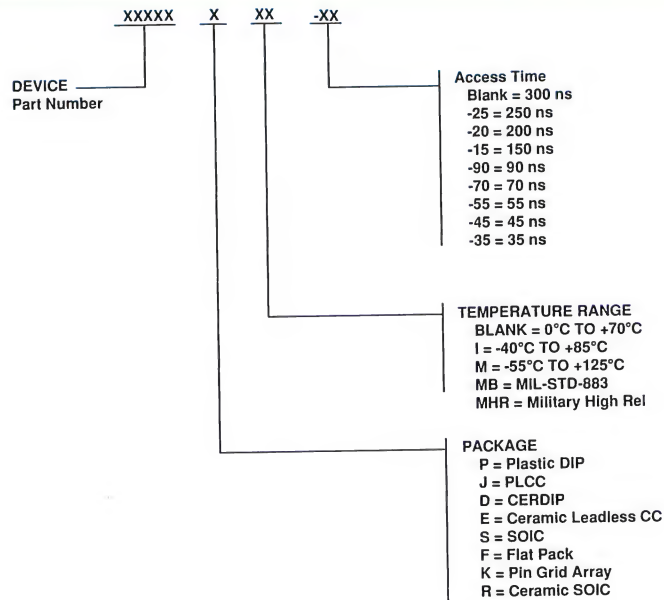 XXXXX X XX -XX
DEVICE
Part Number
Access Time
Blank = 300 ns
-25 = 250 ns
-20 = 200 ns
-15 = 150 ns
-90 = 90 ns
-70 = 70 ns
-55 = 55 ns
-45 = 45 ns
-35 = 35 ns
TEMPERATURE RANGE
BLANK = 0°C TO +70°C
I = -40°C TO +85°C
M = -55°C TO +125°C
MB = MIL-STD-883
MHR = Military High Rel
PACKAGE
P = Plastic DIP
J = PLCC
D = CERDIP
E = Ceramic Leadless CC
S = SOIC
F = Flat Pack
K = Pin Grid Array
R = Ceramic SOIC